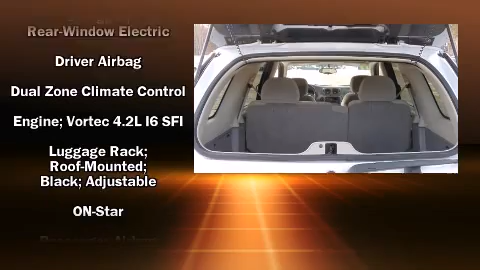 Rear-Window Electric
Driver Airbag
Dual Zone Climate Control
Engine; Vortec 4.2L I6 SFI
Luggage Rack;
Roof-Mounted;
Black; Adjustable
ON-Star